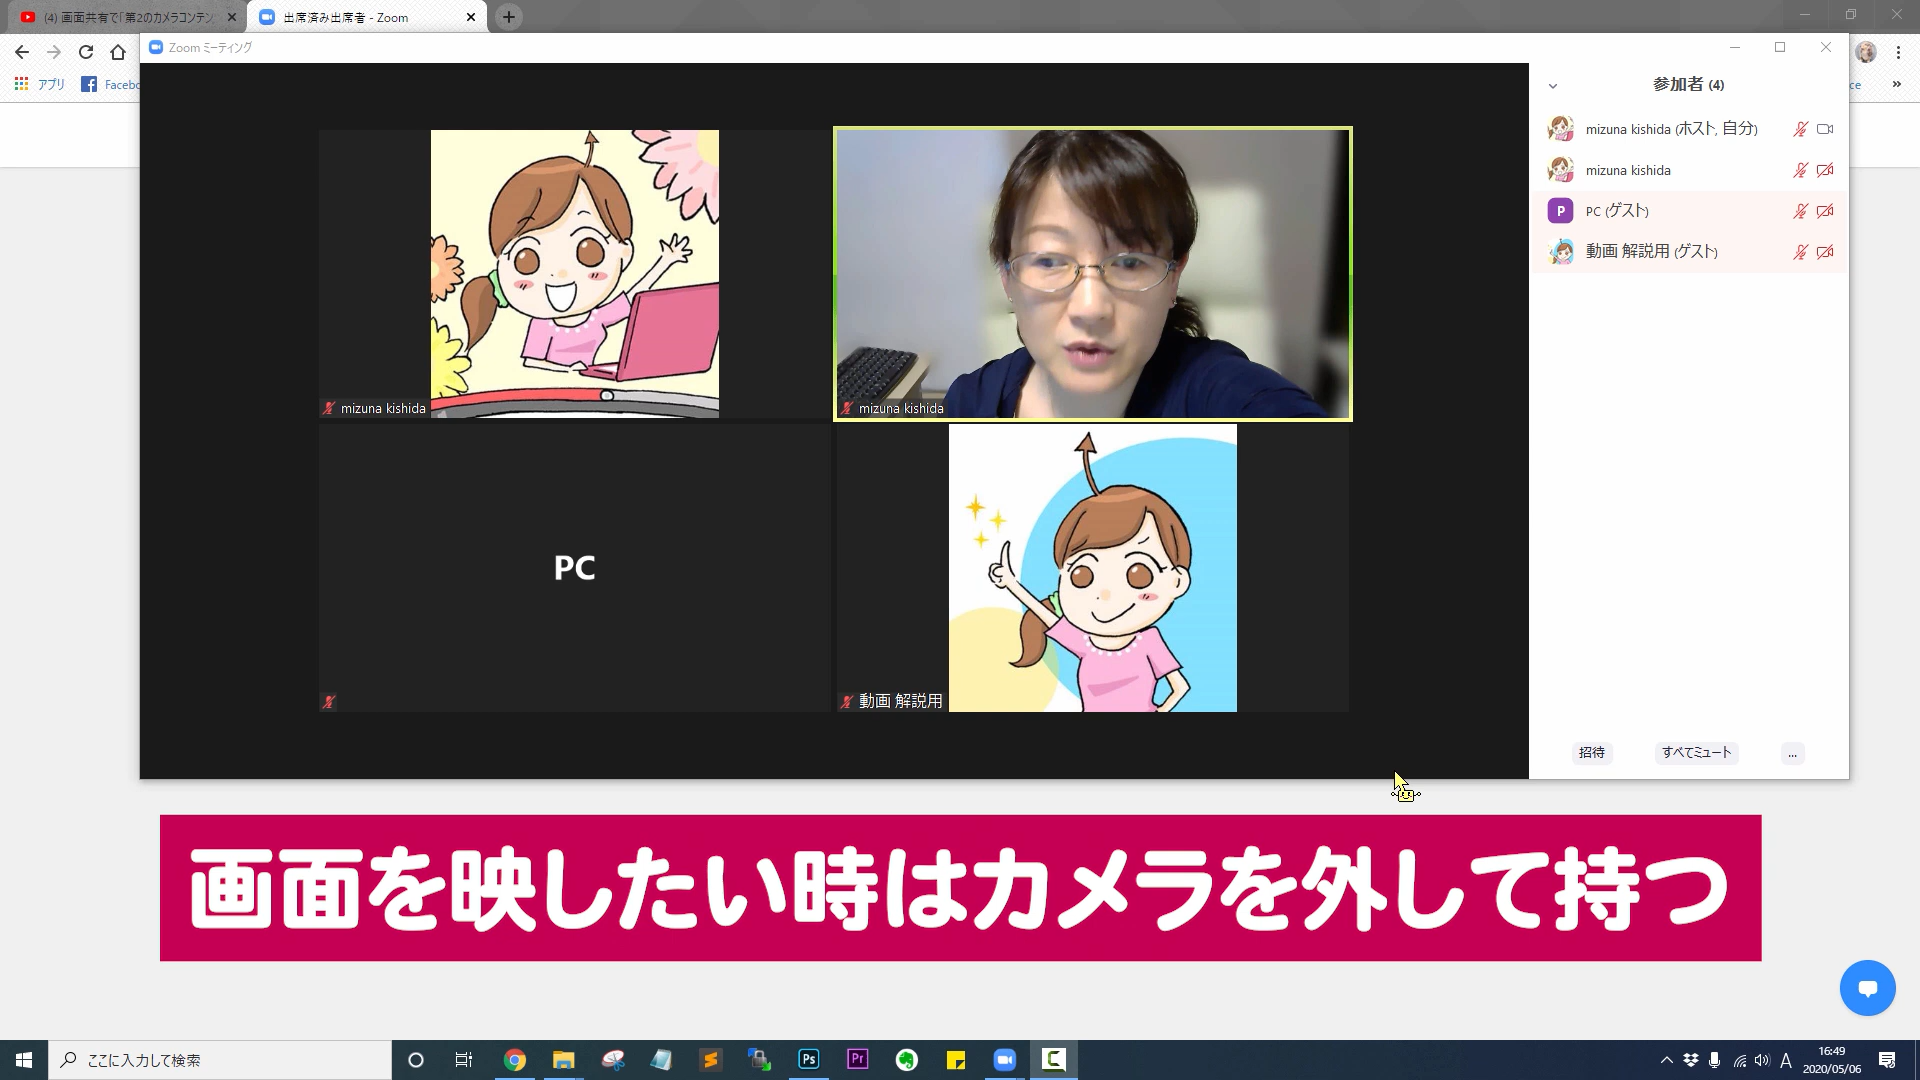 (4) 画面共有で「第2のカメラコンテン
出席済み出席者 - Zoom
アプリ
Facebo
ce
Zoom ミーティング
mizuna kishida
mizuna kishida
PC
動画 解説用
参加者 (4)
mizuna kishida (ホスト, 自分)
mizuna kishida
P
PC (ゲスト)
動画 解説用 (ゲスト)
招待
すべてミュート
...
画面を映したい時はカメラを外して持つ
ここに入力して検索
Ps
Pr
A
16:49
2020/05/06